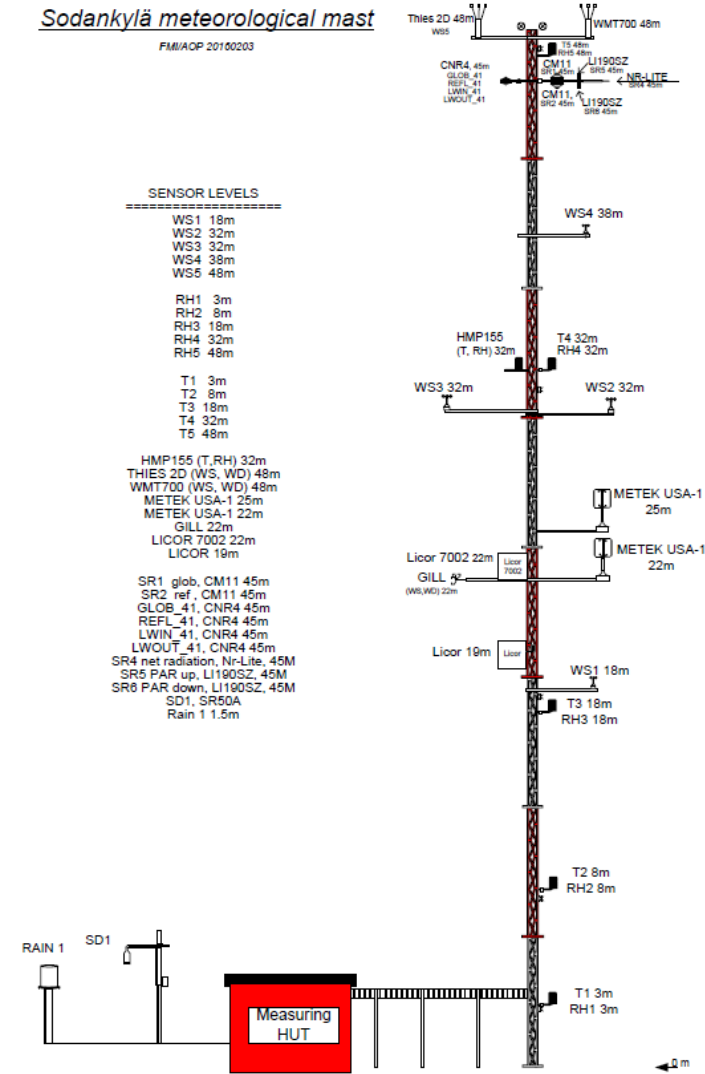 Sodankylä meteorological mast
FMI/AOP 20160203
SENSOR LEVELS
====================
WS1 18m
WS2 32m
WS3 32m
WS4 38m
WS5 48m
RH1 3m
RH2 8m
RH3 18m
RH4 32m
RH5 48m
T1 3m
T2 8m
T3 18m
T4 32m
T5 48m
HMP155 (T,RH) 32m
THIES 2D (WS, WD) 48m
WMT700 (WS, WD) 48m
METEK USA-1 25m
METEK USA-1 22m
GILL 22m
LICOR 7002 22m
LICOR 19m
SR1 glob, CM11 45m
SR2 ref , CM11 45m
GLOB_41, CNR4 45m
REFL_41, CNR4 45m
LWIN_41, CNR4 45m
LWOUT_41, CNR4 45m
SR4 net radiation, Nr-Lite, 45M
SR5 PAR up, LI190SZ, 45M
SR6 PAR down, LI190SZ, 45M
SD1, SR50A
Rain 1 1.5m
Thies 2D 48m
WS5
WMT700 48m
T5 48m
RH5 48m
CNR4, 45m
GLOB_41
REFL_41
LWIN_41
LWOUT_41
CM11
SR1 45m
LI190SZ
SR5 45m
NR-LITE
SR4 45m
CM11,
SR2 45m
LI190SZ
SR6 45m
WS4 38m
HMP155
(T, RH) 32m
T4 32m
RH4 32m
WS3 32m
WS2 32m
METEK USA-1
25m
METEK USA-1
22m
Licor 7002 22m
Licor
7002
GILL
(WS,WD) 22m
Licor 19m
Licor
WS1 18m
T3 18m
RH3 18m
T2 8m
RH2 8m
RAIN 1
SD1
Measuring
HUT
T1 3m
RH1 3m
0 m